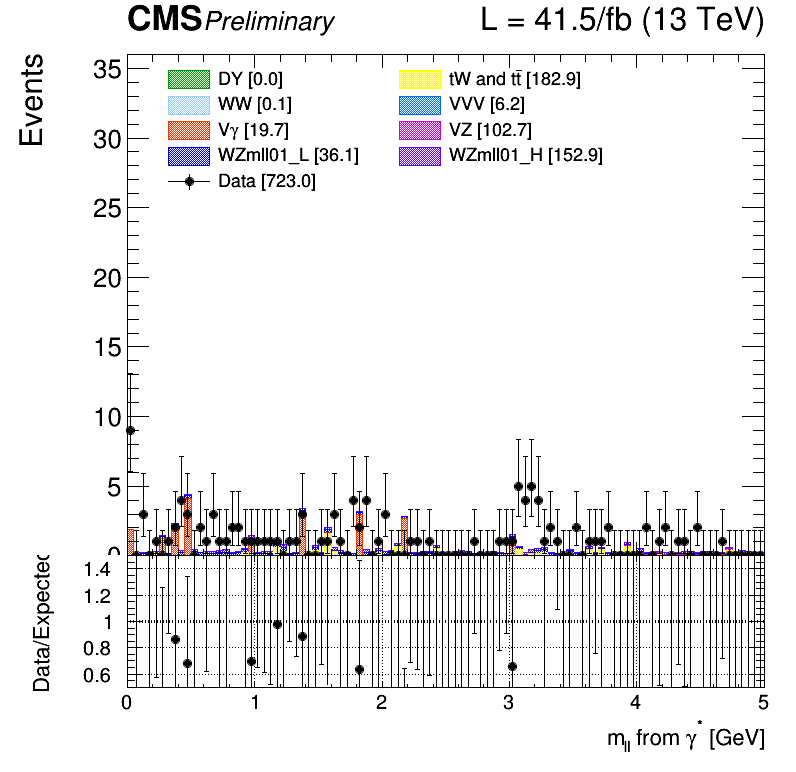 CMS Preliminary L = 41.5/fb (13 TeV)
Events
35
30
25
20
15
10
5
0
DY [0.0]
tW and tt̄ [182.9]
WW [0.1]
VVV [6.2]
Vγ [19.7]
VZ [102.7]
WZmll01_L [36.1]
WZmll01_H [152.9]
Data [723.0]
Data/Expected
1.4
1.2
1
0.8
0.6
0 1 2 3 4 5
m_ll from γ* [GeV]